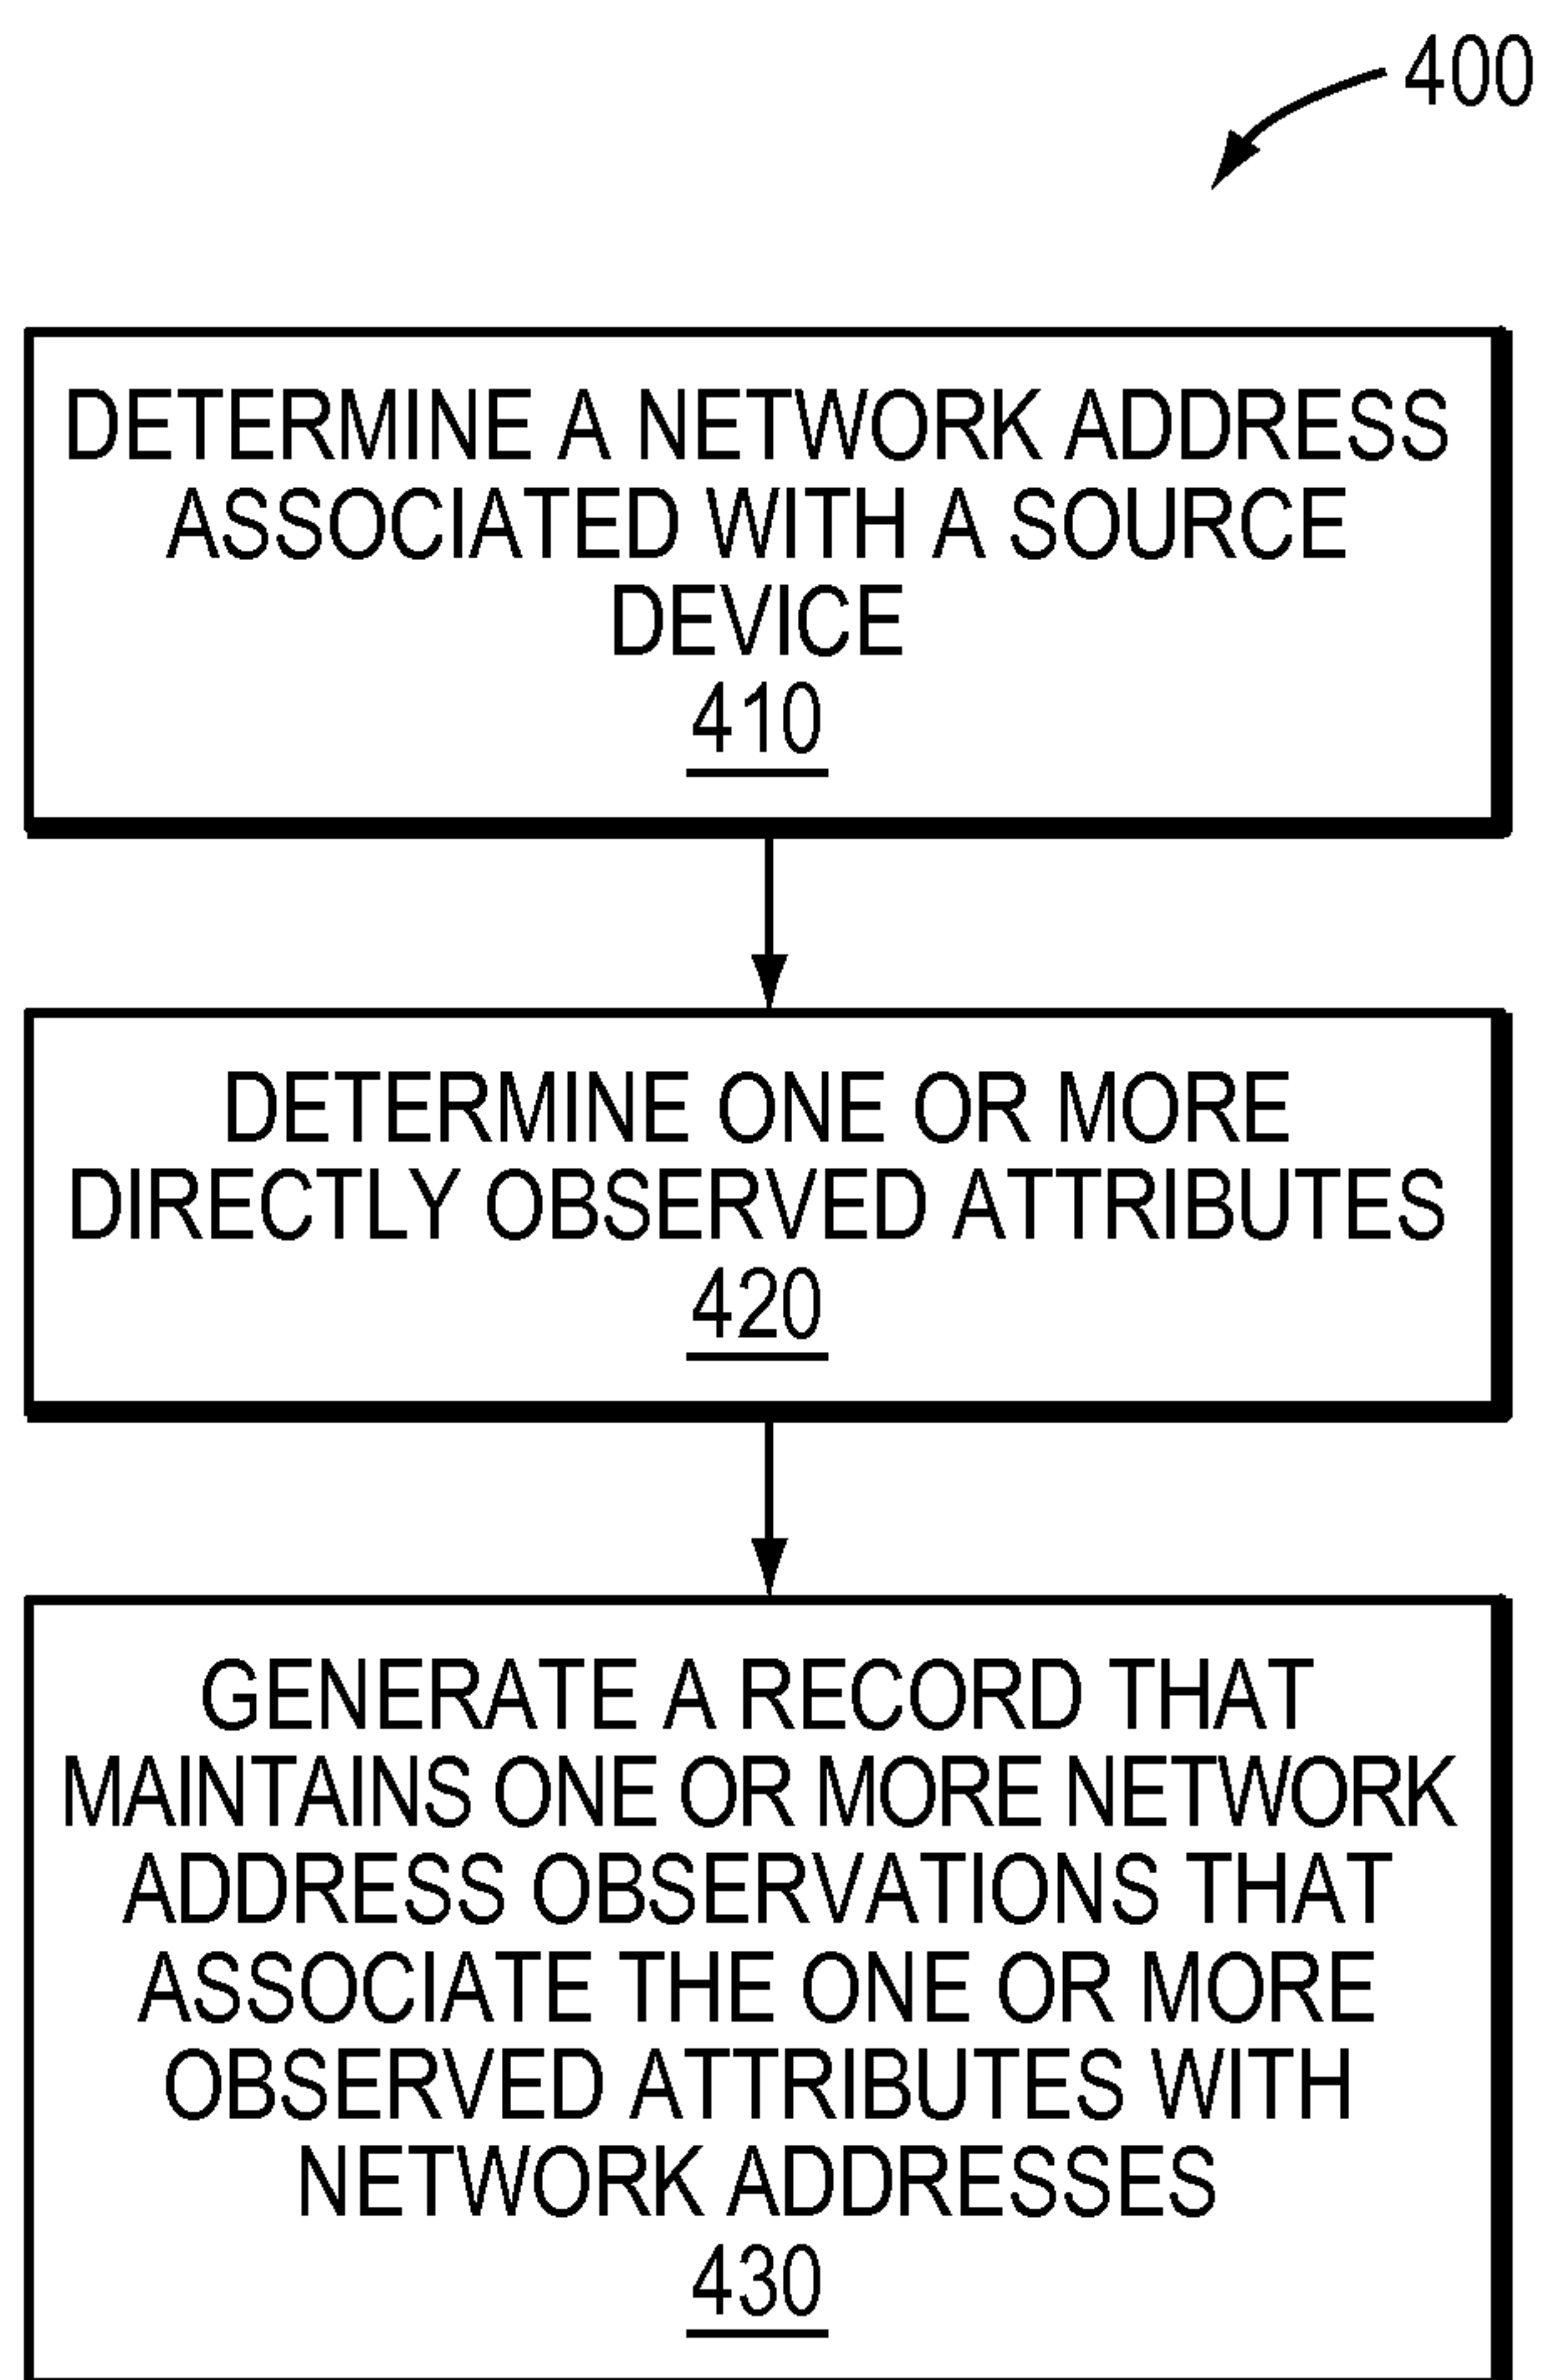 400
DETERMINE A NETWORK ADDRESS
ASSOCIATED WITH A SOURCE
DEVICE
410
DETERMINE ONE OR MORE
DIRECTLY OBSERVED ATTRIBUTES
420
GENERATE A RECORD THAT
MAINTAINS ONE OR MORE NETWORK
ADDRESS OBSERVATIONS THAT
ASSOCIATE THE ONE OR MORE
OBSERVED ATTRIBUTES WITH
NETWORK ADDRESSES
430